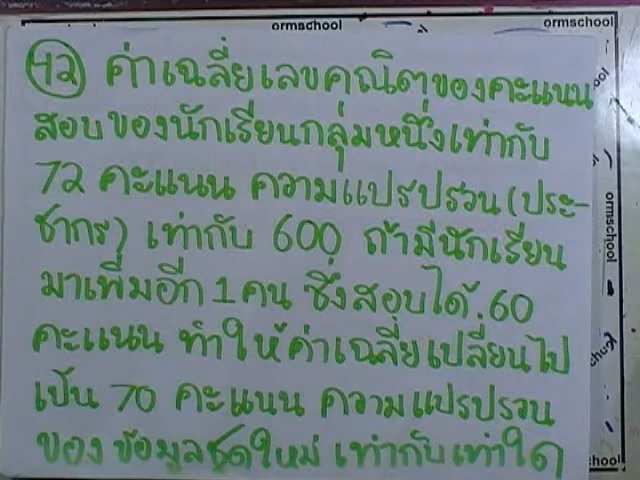 ormschool
ormschool
42 ค่าเฉลี่ยเลขคณิตของคะแนน
สอบของนักเรียนกลุ่มหนึ่งเท่ากับ
72 คะแนน ความแปรปรวน (ประ-
ชากร) เท่ากับ 600 ถ้ามีนักเรียน
มาเพิ่มอีก 1 คน ซึ่งสอบได้ 60
คะแนน ทำให้ค่าเฉลี่ยเปลี่ยนไป
เป็น 70 คะแนน ความแปรปรวน
ของ ข้อมูลชุดใหม่ เท่ากับเท่าใด
ormschool